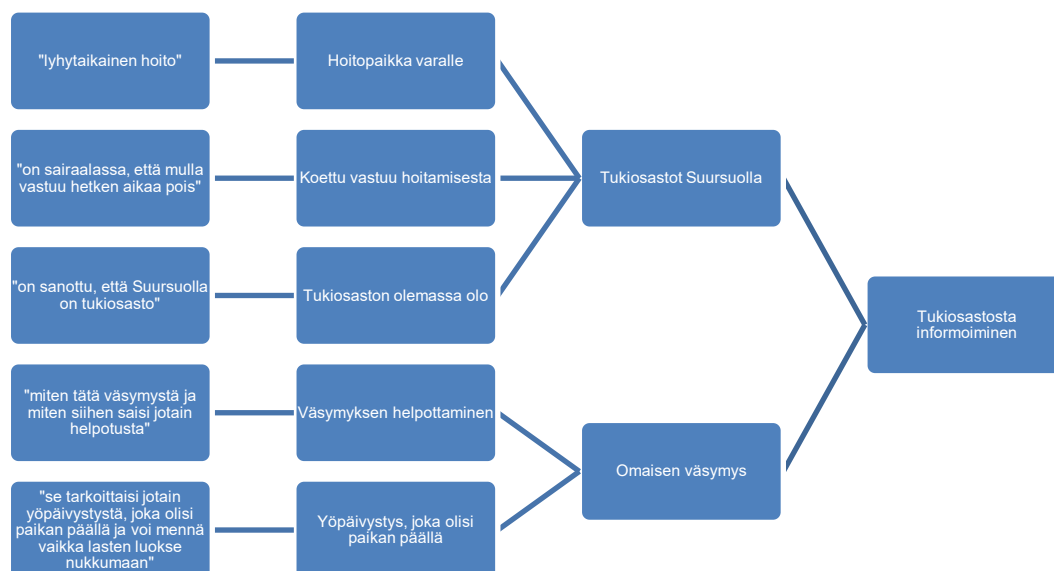 "lyhytaikainen hoito"
Hoitopaikka varalle
"on sairaalassa, että mulla
vastuu hetken aikaa pois"
Koettu vastuu hoitamisesta
Tukiosastot Suursuolla
"on sanottu, että Suursuolla
on tukiosasto"
Tukiosaston olemassa olo
Tukiosastosta
informoiminen
"miten tätä väsymystä ja
miten siihen saisi jotain
helpotusta"
Väsymyksen helpottaminen
Omaisen väsymys
"se tarkoittaisi jotain
yöpäivystystä, joka olisi
paikan päällä ja voi mennä
vaikka lasten luokse
nukkumaan"
Yöpäivystys, joka olisi
paikan päällä